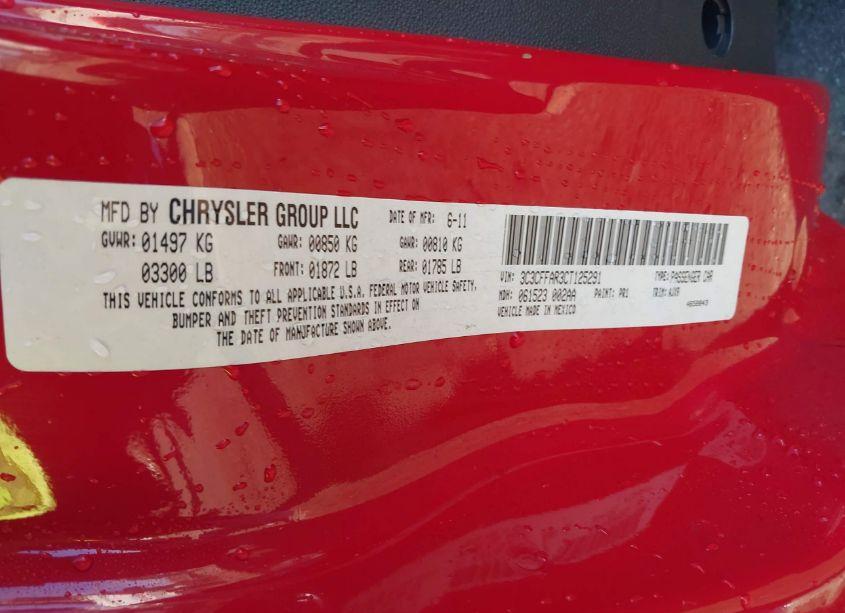 MFD BY CHRYSLER GROUP LLC DATE OF MFR: 6-11
GVWR: 01497 KG GAWR: 00850 KG GAWR: 00810 KG
03300 LB FRONT: 01872 LB REAR: 01785 LB
THIS VEHICLE CONFORMS TO ALL APPLICABLE U.S.A. FEDERAL MOTOR VEHICLE SAFETY,
BUMPER AND THEFT PREVENTION STANDARDS IN EFFECT ON
THE DATE OF MANUFACTURE SHOWN ABOVE.
VIN: 3C3CFFAR3CT125291 TYPE: PASSENGER CAR
MDH: 061523 002AA PAINT: PR1 TRIM:
VEHICLE MADE IN MEXICO